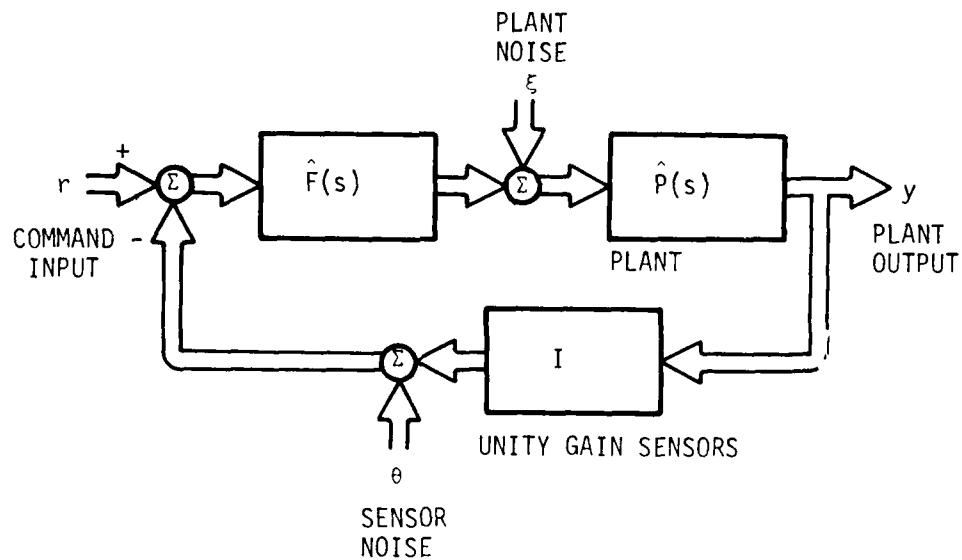 PLANT
NOISE
ξ
+
r
Σ
F̂(s)
Σ
P̂(s)
y
COMMAND
INPUT
-
PLANT
PLANT
OUTPUT
Σ
I
UNITY GAIN SENSORS
θ
SENSOR
NOISE